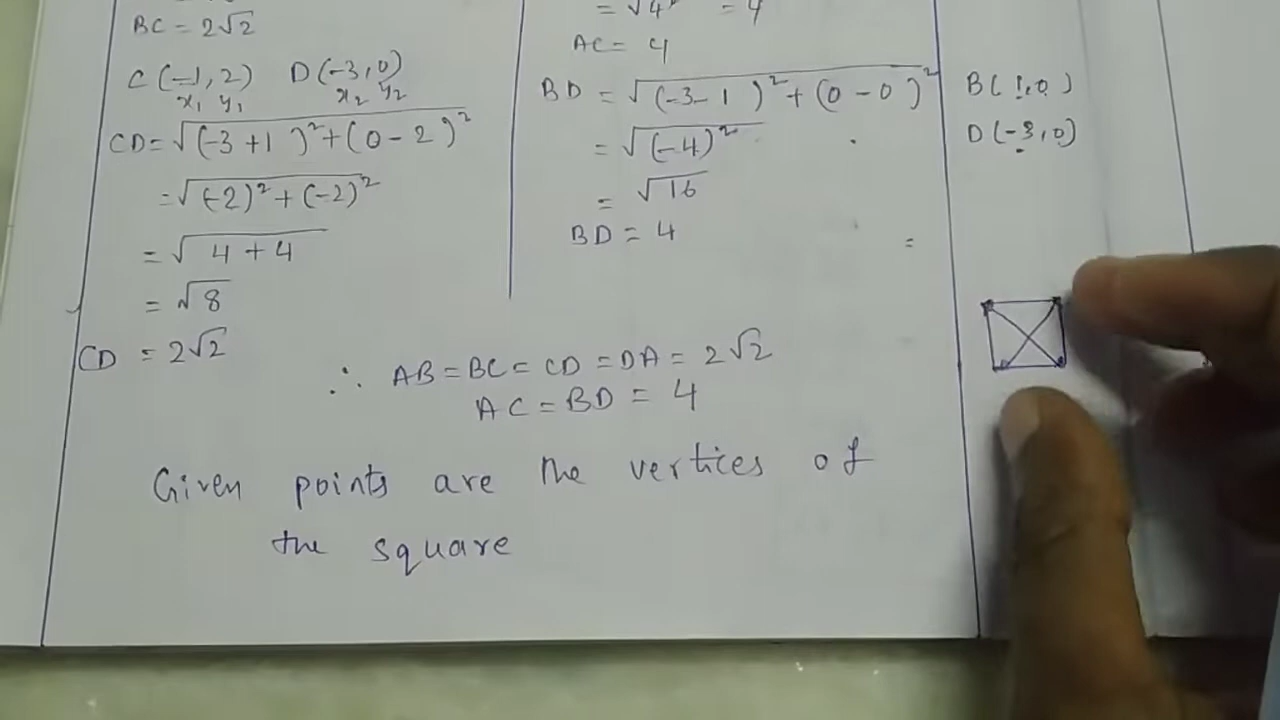 BC = 2√2
C(-1,2) D(-3,0)
x₁ y₁ x₂ y₂
CD = √(-3+1)² + (0-2)²
= √(-2)² + (-2)²
= √4+4
= √8
CD = 2√2
= √4² = 4
AC = 4
BD = √(-3-1)² + (0-0)²
= √(-4)²
= √16
BD = 4
B(1,0)
D(-3,0)
=
∴ AB = BC = CD = DA = 2√2
AC = BD = 4
Given points are the vertices of
the square